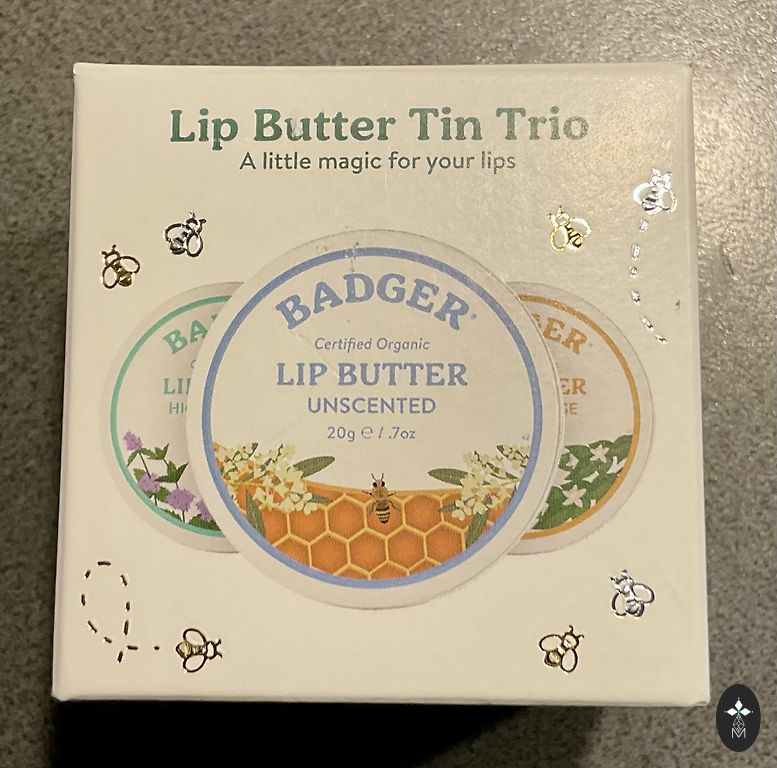 Lip Butter Tin Trio
A little magic for your lips
BADGER®
Certified Organic
LIP BUTTER
UNSCENTED
20g ℮ / .7oz